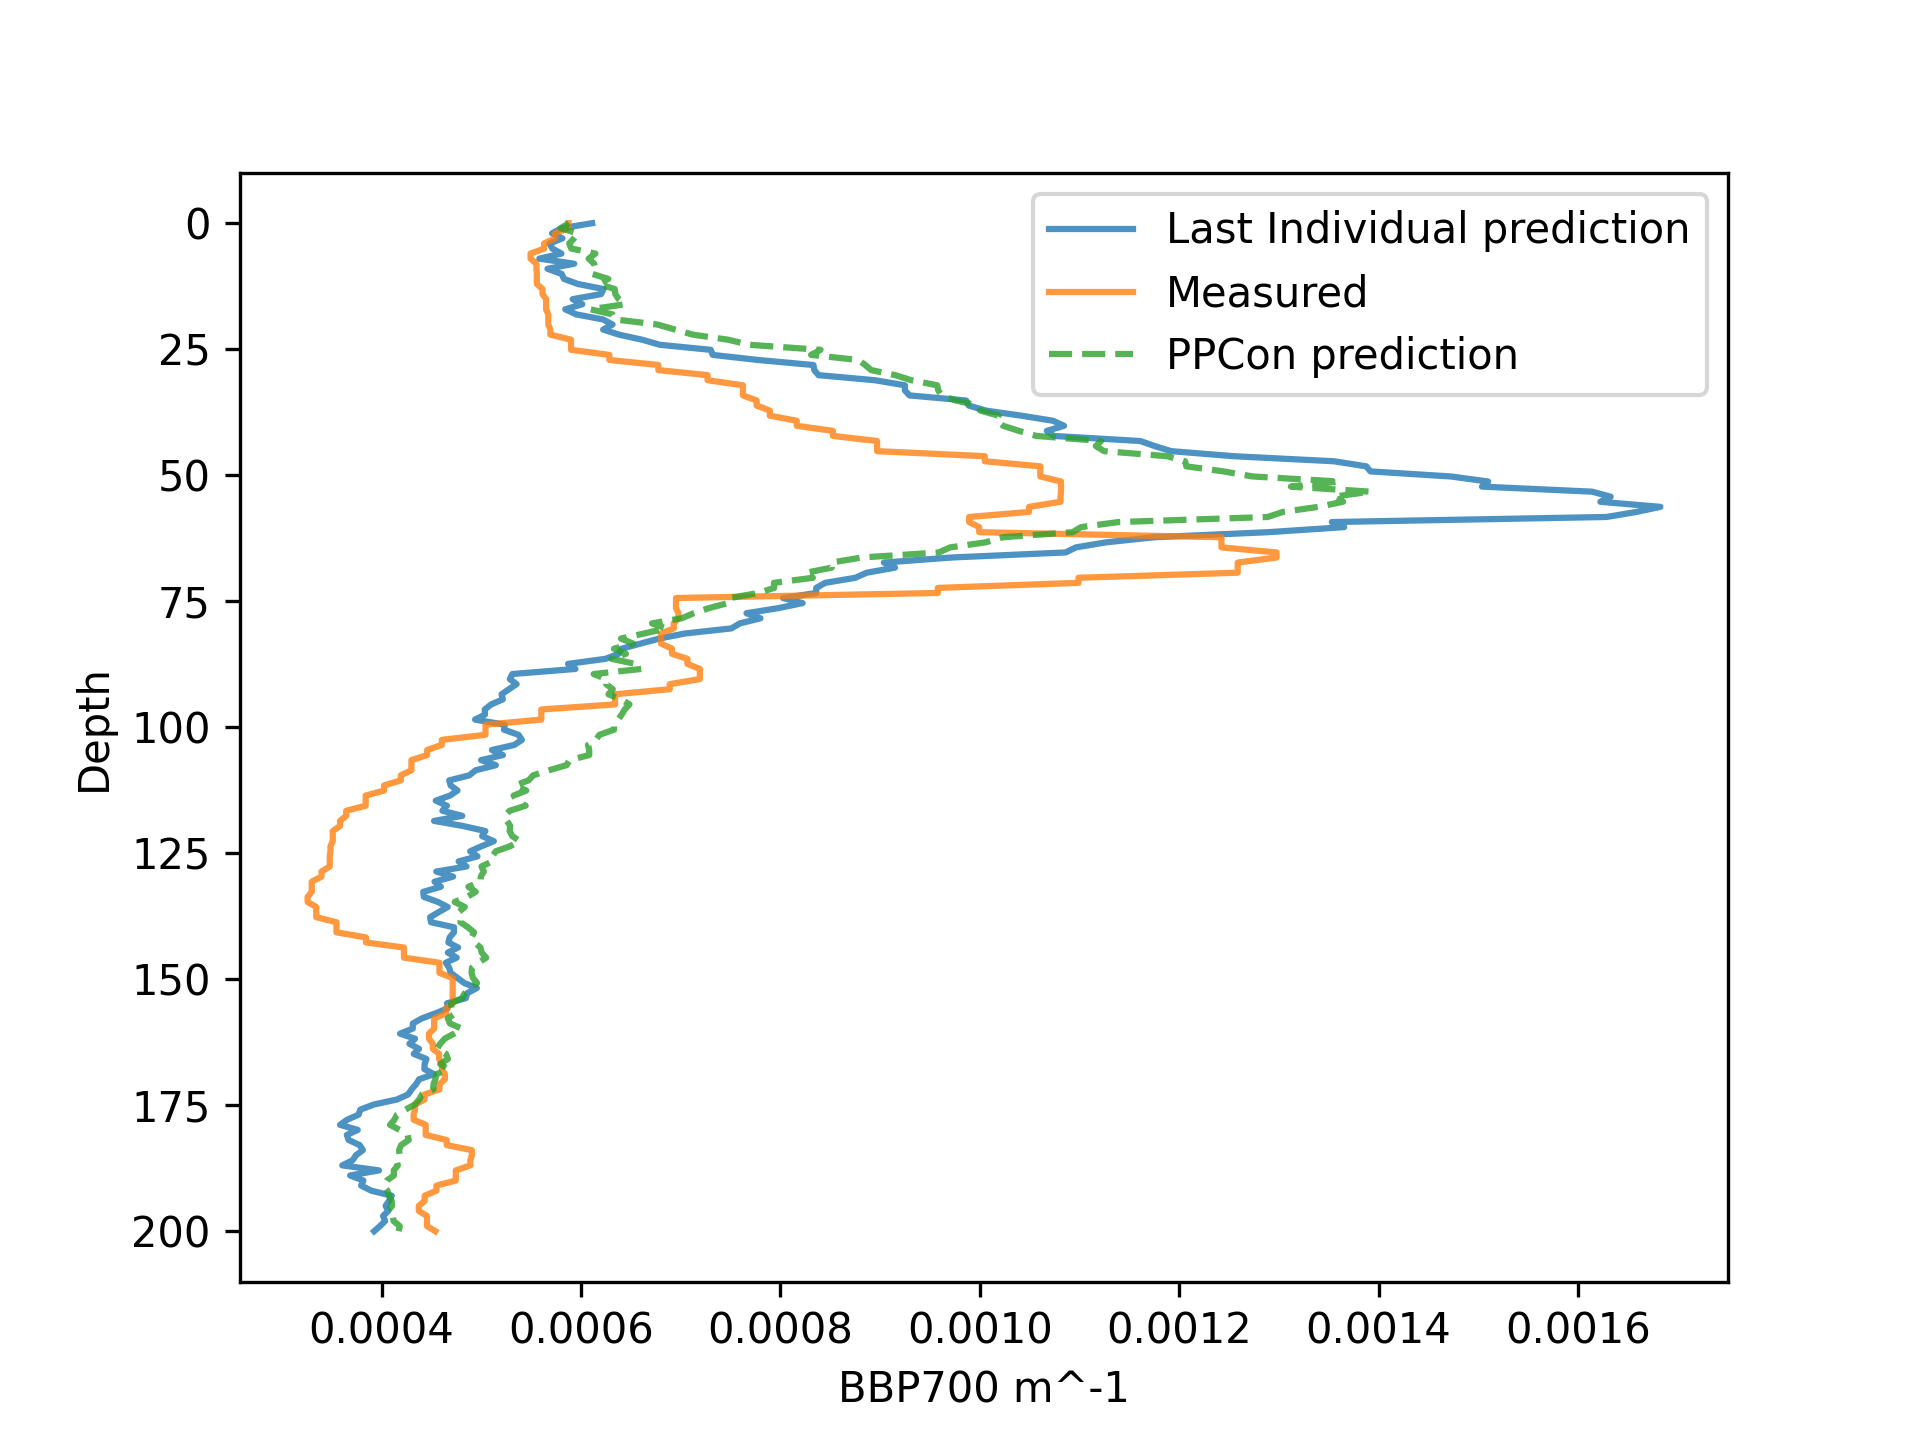 Last Individual prediction
Measured
PPCon prediction
0
25
50
75
100
125
150
175
200
Depth
0.0004 0.0006 0.0008 0.0010 0.0012 0.0014 0.0016
BBP700 m^-1